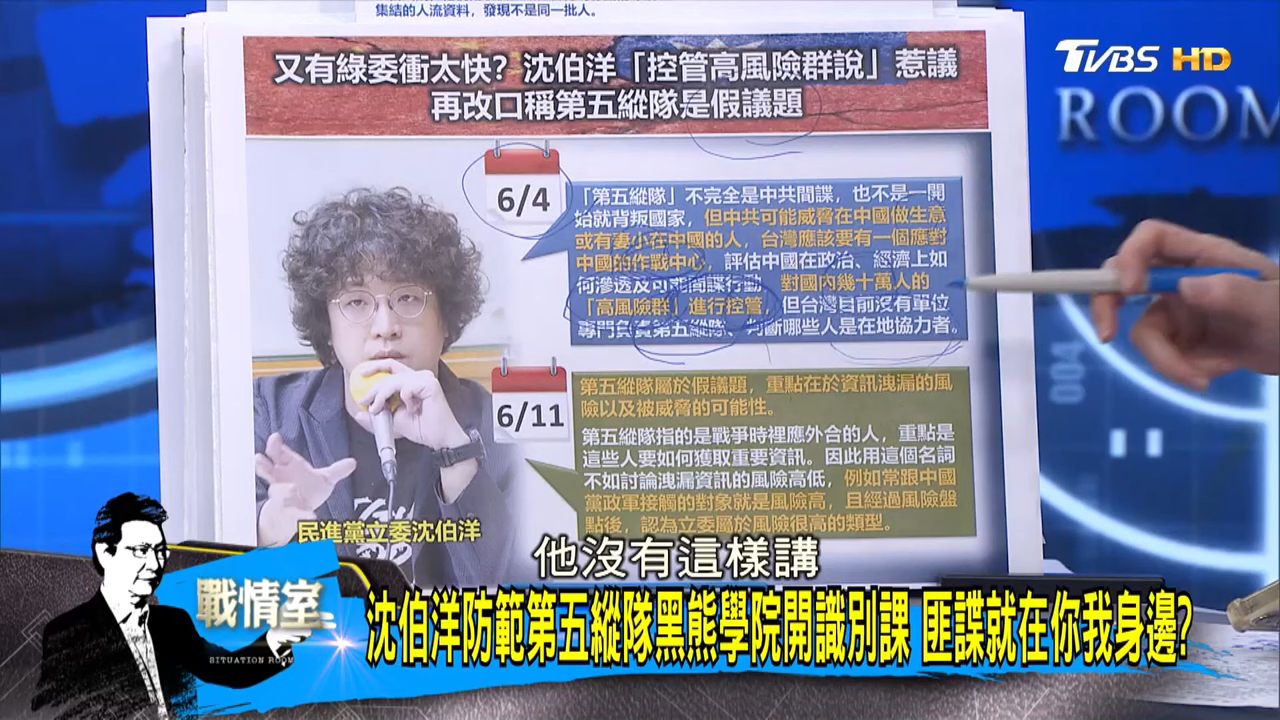 集結的人流資料，發現不是同一批人。
TVBS HD
ROOM
又有綠委衝太快？沈伯洋「控管高風險群說」惹議
再改口稱第五縱隊是假議題
6/4
「第五縱隊」不完全是中共間諜，也不是一開
始就背叛國家，但中共可能威脅在中國做生意
或有妻小在中國的人，台灣應該要有一個應對
中國的作戰中心，評估中國在政治、經濟上如
何滲透及可能間諜行動，對國內幾十萬人的
「高風險群」進行控管，但台灣目前沒有單位
專門負責第五縱隊、判斷哪些人是在地協力者。
6/11
第五縱隊屬於假議題，重點在於資訊洩漏的風
險以及被威脅的可能性。
第五縱隊指的是戰爭時裡應外合的人，重點是
這些人要如何獲取重要資訊。因此用這個名詞
不如討論洩漏資訊的風險高低，例如常跟中國
黨政軍接觸的對象就是風險高，且經過風險盤
點後，認為立委屬於風險很高的類型。
民進黨立委沈伯洋
004
他沒有這樣講
戰情室
SITUATION ROOM
沈伯洋防範第五縱隊黑熊學院開識別課 匪諜就在你我身邊?